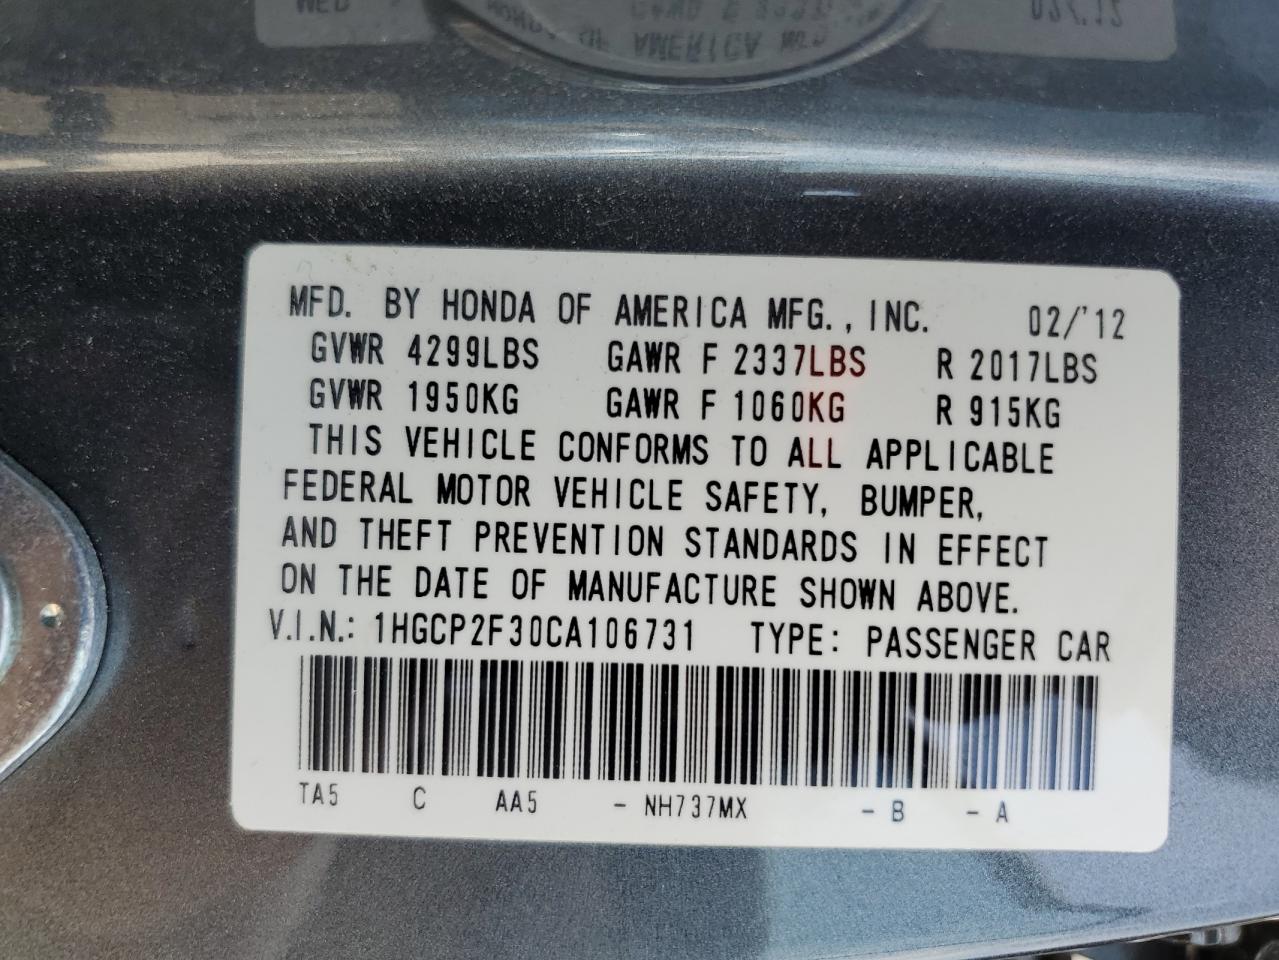 MFD. BY HONDA OF AMERICA MFG., INC. 02/'12
GVWR 4299LBS GAWR F 2337LBS R 2017LBS
GVWR 1950KG GAWR F 1060KG R 915KG
THIS VEHICLE CONFORMS TO ALL APPLICABLE
FEDERAL MOTOR VEHICLE SAFETY, BUMPER,
AND THEFT PREVENTION STANDARDS IN EFFECT
ON THE DATE OF MANUFACTURE SHOWN ABOVE.
V.I.N.: 1HGCP2F30CA106731 TYPE: PASSENGER CAR
TA5 C AA5 - NH737MX - B - A